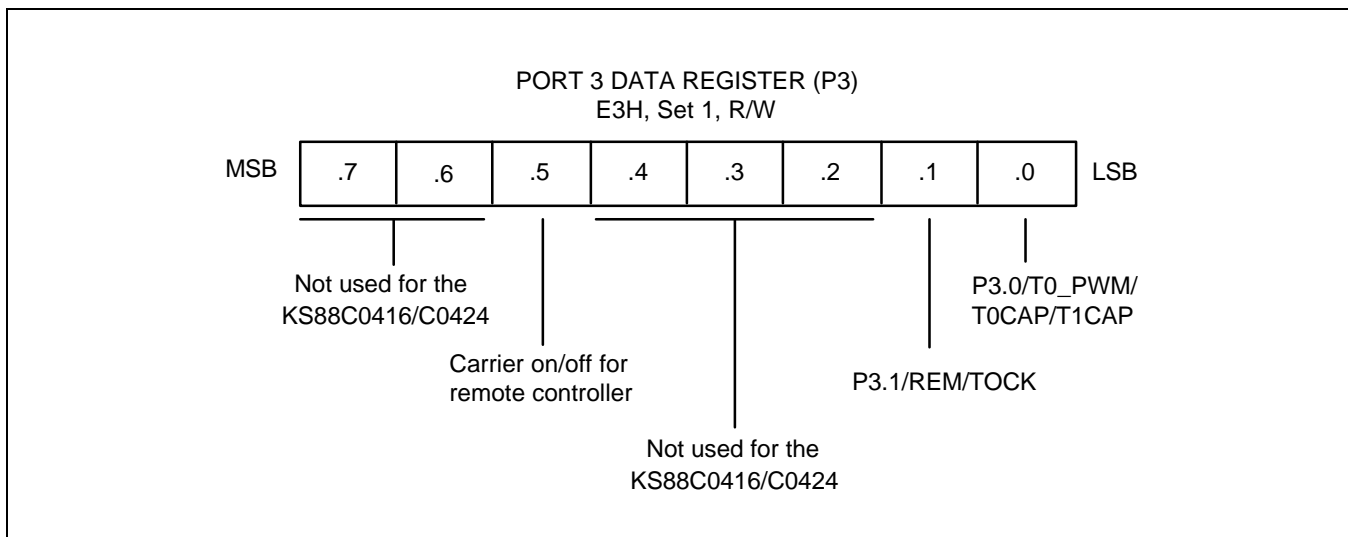 PORT 3 DATA REGISTER (P3)
E3H, Set 1, R/W
MSB .7 .6 .5 .4 .3 .2 .1 .0 LSB
Not used for the
KS88C0416/C0424
Carrier on/off for
remote controller
Not used for the
KS88C0416/C0424
P3.1/REM/TOCK
P3.0/T0_PWM/
T0CAP/T1CAP